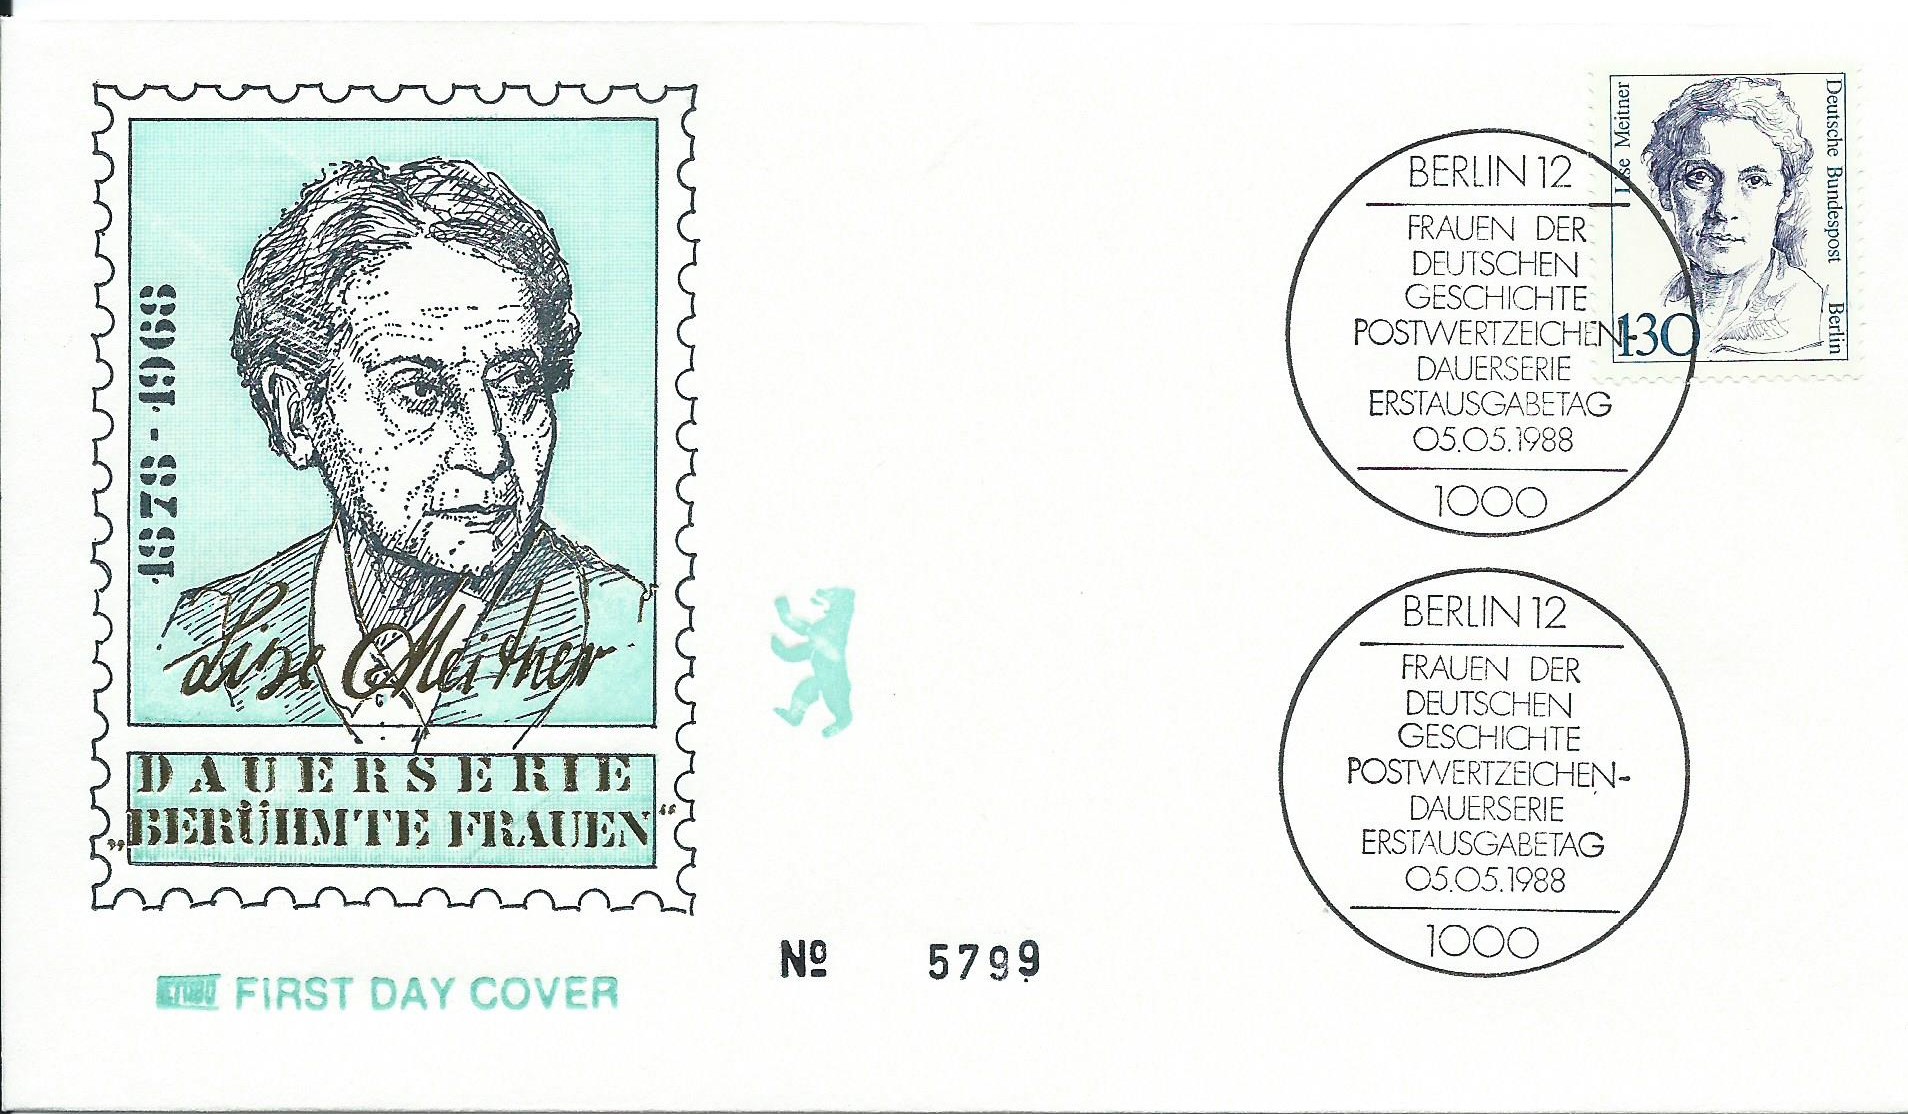 1878-1968
Lise Meitner
DAUERSERIE
„BERÜHMTE FRAUEN“
FIRST DAY COVER
Nº 5799
Lise Meitner
Deutsche Bundespost Berlin
130
BERLIN 12
FRAUEN DER
DEUTSCHEN
GESCHICHTE
POSTWERTZEICHEN-
DAUERSERIE
ERSTAUSGABETAG
05.05.1988
1000
BERLIN 12
FRAUEN DER
DEUTSCHEN
GESCHICHTE
POSTWERTZEICHEN-
DAUERSERIE
ERSTAUSGABETAG
05.05.1988
1000